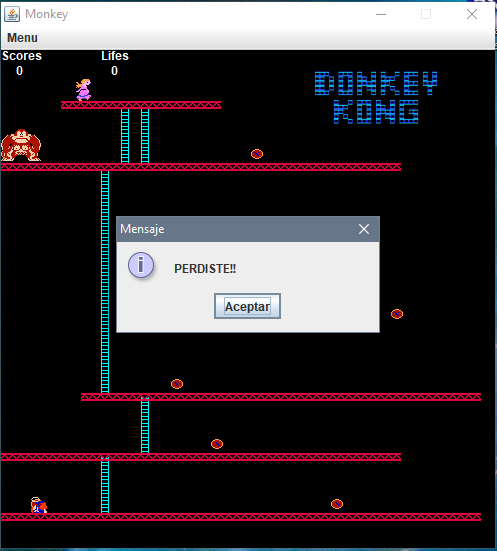 Monkey
Menu
Scores Lifes
0 0
DONKEY
KONG
Mensaje
PERDISTE!!
Aceptar